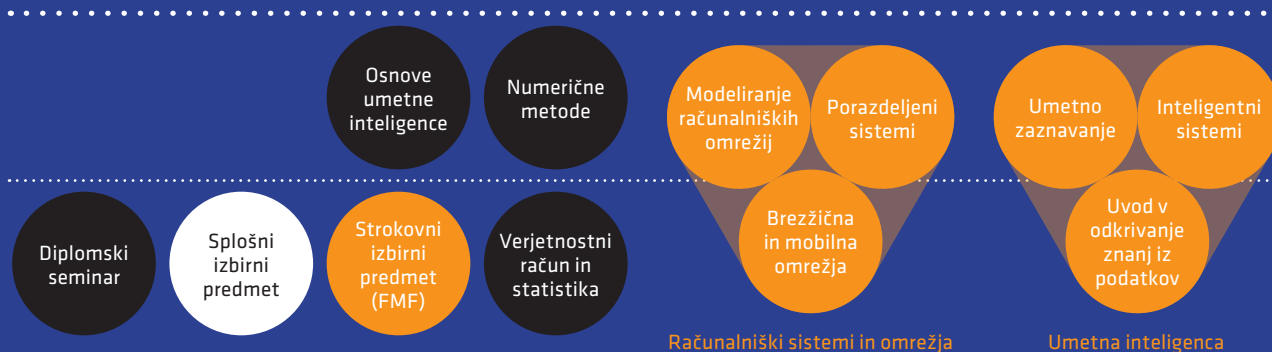 Osnove
umetne
inteligence
Numerične
metode
Modeliranje
računalniških
omrežij
Porazdeljeni
sistemi
Umetno
zaznavanje
Inteligentni
sistemi
Diplomski
seminar
Splošni
izbirni
predmet
Strokovni
izbirni
predmet
(FMF)
Verjetnostni
račun in
statistika
Brezžična
in mobilna
omrežja
Uvod v
odkrivanje
znanj iz
podatkov
Računalniški sistemi in omrežja
Umetna inteligenca